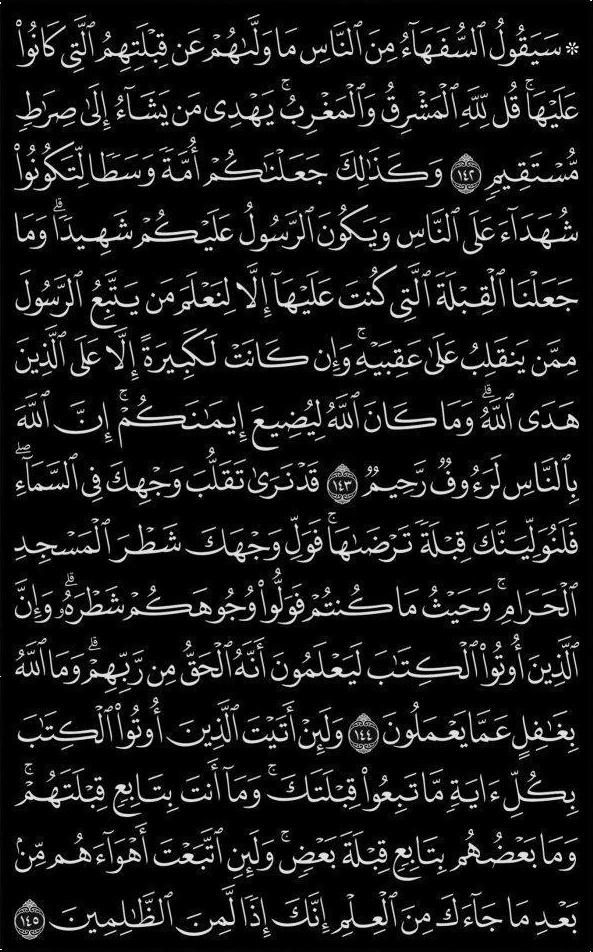 ۞ سَيَقُولُ ٱلسُّفَهَآءُ مِنَ ٱلنَّاسِ مَا وَلَّىٰهُمْ عَن قِبْلَتِهِمُ ٱلَّتِى كَانُوا۟
عَلَيْهَا ۚ قُل لِّلَّهِ ٱلْمَشْرِقُ وَٱلْمَغْرِبُ ۚ يَهْدِى مَن يَشَآءُ إِلَىٰ صِرَٰطٍ
مُّسْتَقِيمٍ ١٤٢ وَكَذَٰلِكَ جَعَلْنَٰكُمْ أُمَّةً وَسَطًا لِّتَكُونُوا۟
شُهَدَآءَ عَلَى ٱلنَّاسِ وَيَكُونَ ٱلرَّسُولُ عَلَيْكُمْ شَهِيدًا ۗ وَمَا
جَعَلْنَا ٱلْقِبْلَةَ ٱلَّتِى كُنتَ عَلَيْهَآ إِلَّا لِنَعْلَمَ مَن يَتَّبِعُ ٱلرَّسُولَ
مِمَّن يَنقَلِبُ عَلَىٰ عَقِبَيْهِ ۚ وَإِن كَانَتْ لَكَبِيرَةً إِلَّا عَلَى ٱلَّذِينَ
هَدَى ٱللَّهُ ۗ وَمَا كَانَ ٱللَّهُ لِيُضِيعَ إِيمَٰنَكُمْ ۚ إِنَّ ٱللَّهَ
بِٱلنَّاسِ لَرَءُوفٌ رَّحِيمٌ ١٤٣ قَدْ نَرَىٰ تَقَلُّبَ وَجْهِكَ فِى ٱلسَّمَآءِ ۖ
فَلَنُوَلِّيَنَّكَ قِبْلَةً تَرْضَىٰهَا ۚ فَوَلِّ وَجْهَكَ شَطْرَ ٱلْمَسْجِدِ
ٱلْحَرَامِ ۚ وَحَيْثُ مَا كُنتُمْ فَوَلُّوا۟ وُجُوهَكُمْ شَطْرَهُۥ ۗ وَإِنَّ
ٱلَّذِينَ أُوتُوا۟ ٱلْكِتَٰبَ لَيَعْلَمُونَ أَنَّهُ ٱلْحَقُّ مِن رَّبِّهِمْ ۗ وَمَا ٱللَّهُ
بِغَٰفِلٍ عَمَّا يَعْمَلُونَ ١٤٤ وَلَئِنْ أَتَيْتَ ٱلَّذِينَ أُوتُوا۟ ٱلْكِتَٰبَ
بِكُلِّ ءَايَةٍ مَّا تَبِعُوا۟ قِبْلَتَكَ ۚ وَمَآ أَنتَ بِتَابِعٍ قِبْلَتَهُمْ ۚ
وَمَا بَعْضُهُم بِتَابِعٍ قِبْلَةَ بَعْضٍ ۚ وَلَئِنِ ٱتَّبَعْتَ أَهْوَآءَهُم مِّنۢ
بَعْدِ مَا جَآءَكَ مِنَ ٱلْعِلْمِ ۙ إِنَّكَ إِذًا لَّمِنَ ٱلظَّٰلِمِينَ ١٤٥